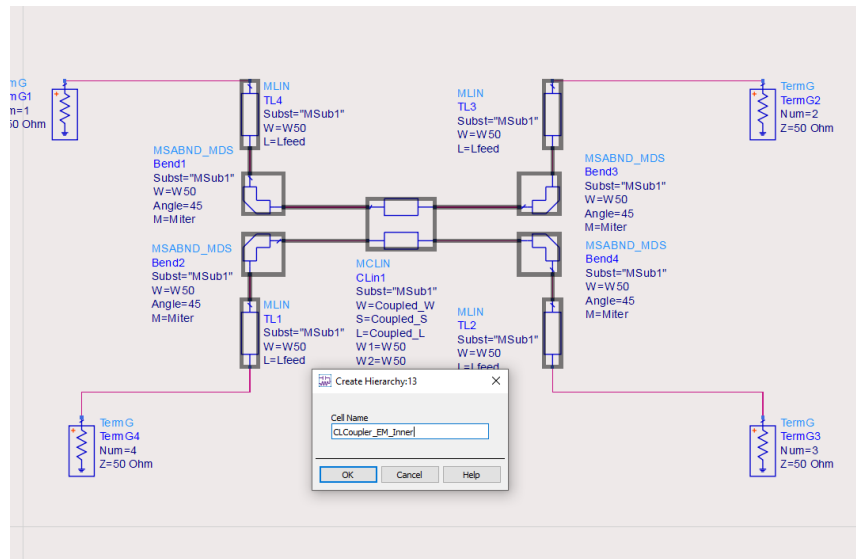 mG
mG1
m=1
50 Ohm
MLIN
TL4
Subst="MSub1"
W=W50
L=Lfeed
MLIN
TL3
Subst="MSub1"
W=W50
L=Lfeed
TermG
TermG2
Num=2
Z=50 Ohm
MSABND_MDS
Bend1
Subst="MSub1"
W=W50
Angle=45
M=Miter
MSABND_MDS
Bend3
Subst="MSub1"
W=W50
Angle=45
M=Miter
MSABND_MDS
Bend2
Subst="MSub1"
W=W50
Angle=45
M=Miter
MCLIN
CLin1
Subst="MSub1"
W=Coupled_W
S=Coupled_S
L=Coupled_L
W1=W50
W2=W50
MSABND_MDS
Bend4
Subst="MSub1"
W=W50
Angle=45
M=Miter
MLIN
TL1
Subst="MSub1"
W=W50
L=Lfeed
MLIN
TL2
Subst="MSub1"
W=W50
L=Lfeed
Create Hierarchy:13
Cell Name
CLCoupler_EM_Inner
OK
Cancel
Help
TermG
TermG4
Num=4
Z=50 Ohm
TermG
TermG3
Num=3
Z=50 Ohm